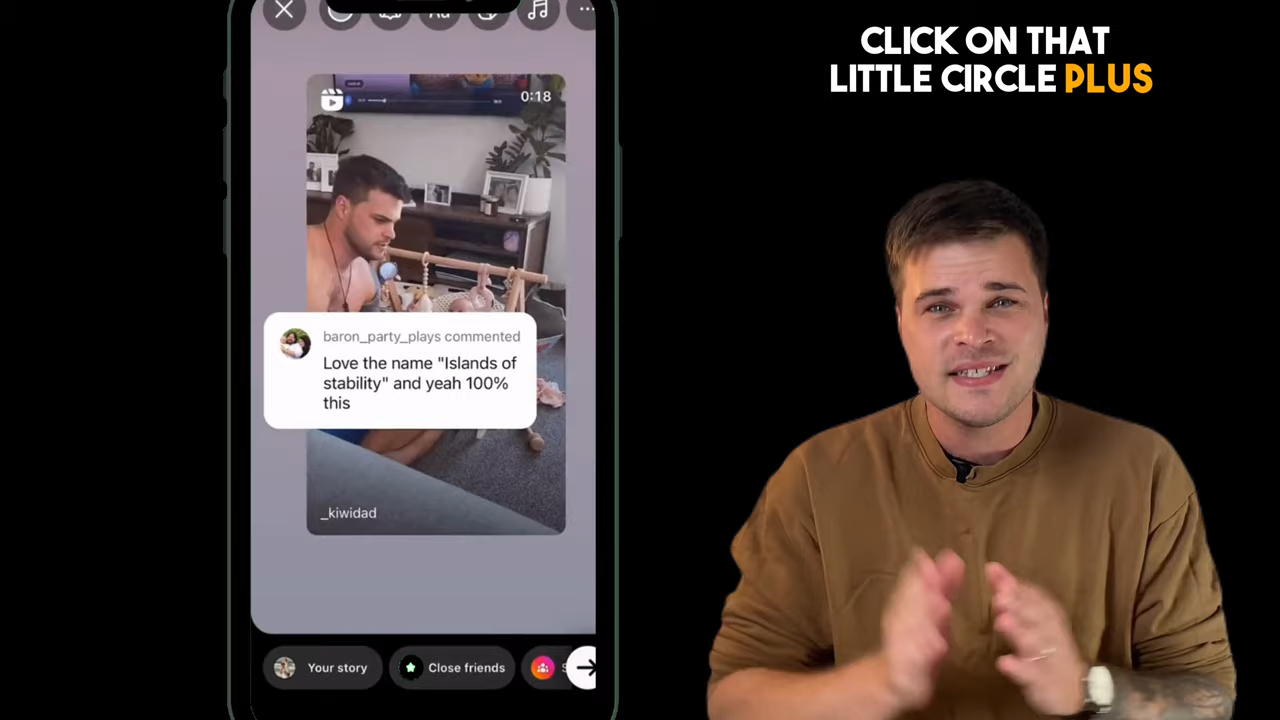 CLICK ON THAT
LITTLE CIRCLE PLUS
Aa
0:18
baron_party_plays commented
Love the name "Islands of
stability" and yeah 100%
this
_kiwidad
Your story
Close friends